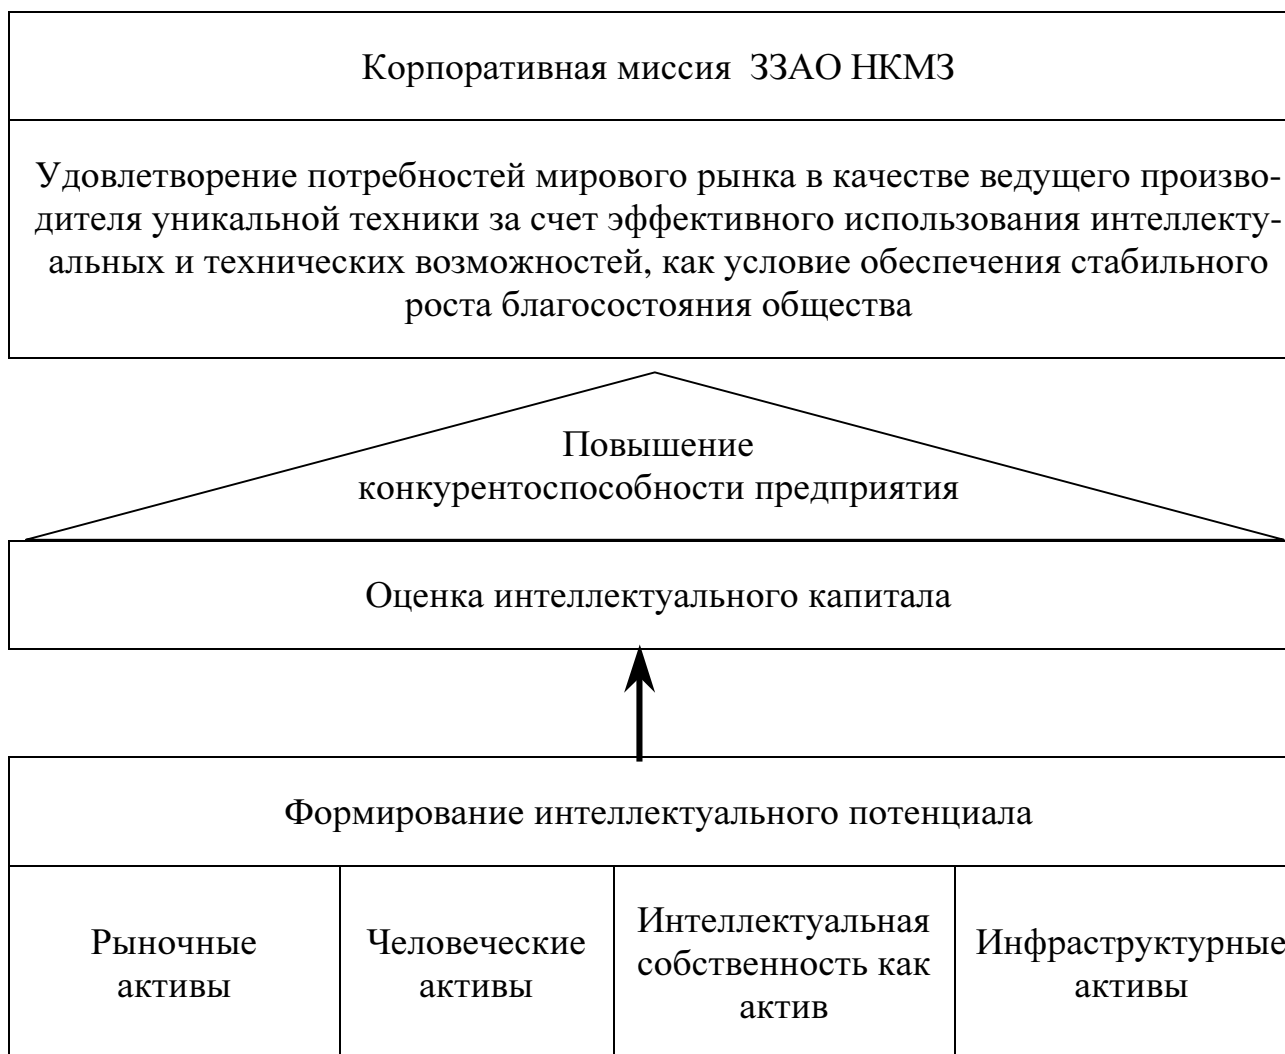 Корпоративная миссия ЗЗАО НКМЗ
Удовлетворение потребностей мирового рынка в качестве ведущего произво-
дителя уникальной техники за счет эффективного использования интеллекту-
альных и технических возможностей, как условие обеспечения стабильного
роста благосостояния общества
Повышение
конкурентоспособности предприятия
Оценка интеллектуального капитала
Формирование интеллектуального потенциала
Рыночные
активы
Человеческие
активы
Интеллектуальная
собственность как
актив
Инфраструктурные
активы